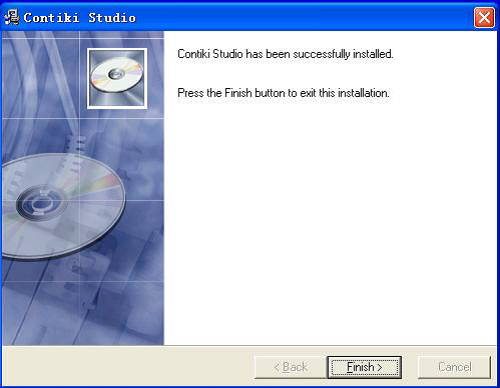 Contiki Studio
Contiki Studio has been successfully installed.
Press the Finish button to exit this installation.
< Back
Finish >
Cancel